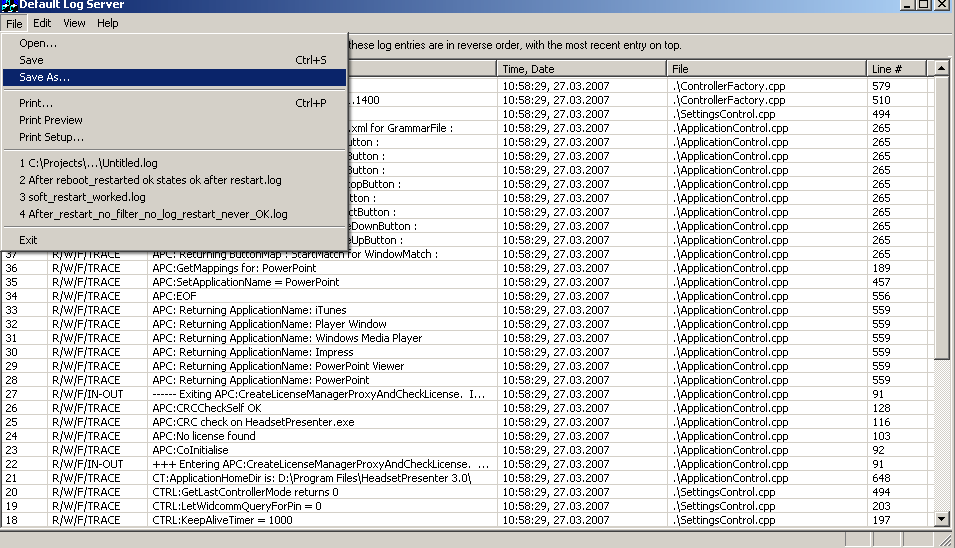 Default Log Server
File Edit View Help
Open...
Save Ctrl+S
Save As...
Print... Ctrl+P
Print Preview
Print Setup...
1 C:\Projects\...\Untitled.log
2 After reboot_restarted ok states ok after restart.log
3 soft_restart_worked.log
4 After_restart_no_filter_no_log_restart_never_OK.log
Exit
these log entries are in reverse order, with the most recent entry on top.
Time, Date File Line #
10:58:29, 27.03.2007 .\ControllerFactory.cpp 579
..1400 10:58:29, 27.03.2007 .\ControllerFactory.cpp 510
10:58:29, 27.03.2007 .\SettingsControl.cpp 494
.xml for GrammarFile : 10:58:29, 27.03.2007 .\ApplicationControl.cpp 265
utton : 10:58:29, 27.03.2007 .\ApplicationControl.cpp 265
Button : 10:58:29, 27.03.2007 .\ApplicationControl.cpp 265
Button : 10:58:29, 27.03.2007 .\ApplicationControl.cpp 265
opButton : 10:58:29, 27.03.2007 .\ApplicationControl.cpp 265
utton : 10:58:29, 27.03.2007 .\ApplicationControl.cpp 265
ctButton : 10:58:29, 27.03.2007 .\ApplicationControl.cpp 265
eDownButton : 10:58:29, 27.03.2007 .\ApplicationControl.cpp 265
eUpButton : 10:58:29, 27.03.2007 .\ApplicationControl.cpp 265
37 R/W/F/TRACE APC: Returning ButtonMap : StartMatch for WindowMatch : 10:58:29, 27.03.2007 .\ApplicationControl.cpp 265
36 R/W/F/TRACE APC:GetMappings for: PowerPoint 10:58:29, 27.03.2007 .\ApplicationControl.cpp 189
35 R/W/F/TRACE APC:SetApplicationName = PowerPoint 10:58:29, 27.03.2007 .\ApplicationControl.cpp 457
34 R/W/F/TRACE APC:EOF 10:58:29, 27.03.2007 .\ApplicationControl.cpp 556
33 R/W/F/TRACE APC: Returning ApplicationName: iTunes 10:58:29, 27.03.2007 .\ApplicationControl.cpp 559
32 R/W/F/TRACE APC: Returning ApplicationName: Player Window 10:58:29, 27.03.2007 .\ApplicationControl.cpp 559
31 R/W/F/TRACE APC: Returning ApplicationName: Windows Media Player 10:58:29, 27.03.2007 .\ApplicationControl.cpp 559
30 R/W/F/TRACE APC: Returning ApplicationName: Impress 10:58:29, 27.03.2007 .\ApplicationControl.cpp 559
29 R/W/F/TRACE APC: Returning ApplicationName: PowerPoint Viewer 10:58:29, 27.03.2007 .\ApplicationControl.cpp 559
28 R/W/F/TRACE APC: Returning ApplicationName: PowerPoint 10:58:29, 27.03.2007 .\ApplicationControl.cpp 559
27 R/W/F/IN-OUT ------ Exiting APC:CreateLicenseManagerProxyAndCheckLicense. I... 10:58:29, 27.03.2007 .\ApplicationControl.cpp 91
26 R/W/F/TRACE APC:CRCCheckSelf OK 10:58:29, 27.03.2007 .\ApplicationControl.cpp 128
25 R/W/F/TRACE APC:CRC check on HeadsetPresenter.exe 10:58:29, 27.03.2007 .\ApplicationControl.cpp 116
24 R/W/F/TRACE APC:No license found 10:58:29, 27.03.2007 .\ApplicationControl.cpp 103
23 R/W/F/TRACE APC:CoInitialise 10:58:29, 27.03.2007 .\ApplicationControl.cpp 92
22 R/W/F/IN-OUT +++ Entering APC:CreateLicenseManagerProxyAndCheckLicense. ... 10:58:29, 27.03.2007 .\ApplicationControl.cpp 91
21 R/W/F/TRACE CT:ApplicationHomeDir is: D:\Program Files\HeadsetPresenter 3.0\ 10:58:29, 27.03.2007 .\ApplicationControl.cpp 648
20 R/W/F/TRACE CTRL:GetLastControllerMode returns 0 10:58:29, 27.03.2007 .\SettingsControl.cpp 494
19 R/W/F/TRACE CTRL:LetWidcommQueryForPin = 0 10:58:29, 27.03.2007 .\SettingsControl.cpp 203
18 R/W/F/TRACE CTRL:KeepAliveTimer = 1000 10:58:29, 27.03.2007 .\SettingsControl.cpp 197